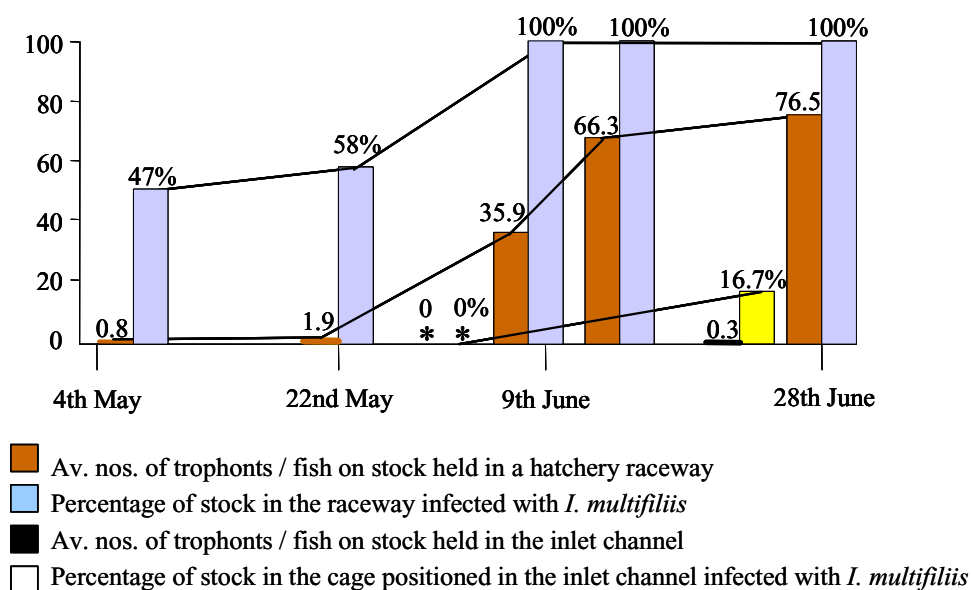 100% 100% 100%
100
80
76.5
66.3
60
58%
47%
40
35.9
20
16.7%
0 0%
0.8 1.9 * * 0.3
0
4th May 22nd May 9th June 28th June
Av. nos. of trophonts / fish on stock held in a hatchery raceway
Percentage of stock in the raceway infected with I. multifiliis
Av. nos. of trophonts / fish on stock held in the inlet channel
Percentage of stock in the cage positioned in the inlet channel infected with I. multifiliis